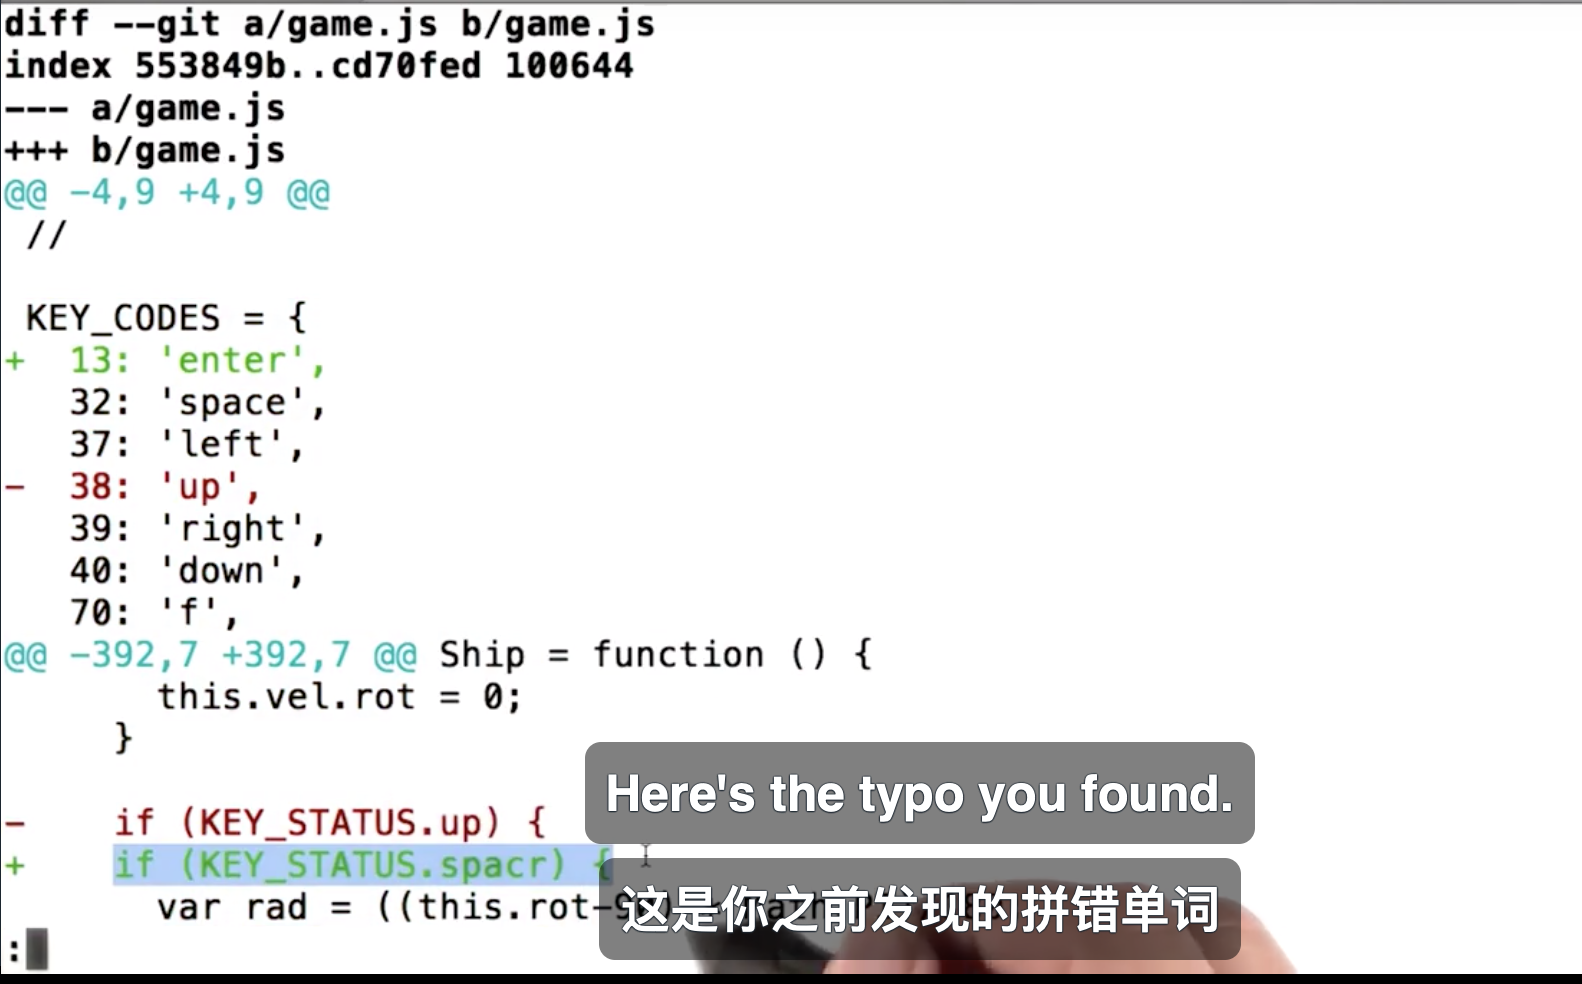 diff --git a/game.js b/game.js
index 553849b..cd70fed 100644
--- a/game.js
+++ b/game.js
@@ -4,9 +4,9 @@
 //

 KEY_CODES = {
+  13: 'enter',
   32: 'space',
   37: 'left',
-  38: 'up',
   39: 'right',
   40: 'down',
   70: 'f',
@@ -392,7 +392,7 @@ Ship = function () {
       this.vel.rot = 0;
     }

-    if (KEY_STATUS.up) {
+    if (KEY_STATUS.spacr) {
       var rad = ((this.rot-
:
Here's the typo you found.
这是你之前发现的拼错单词